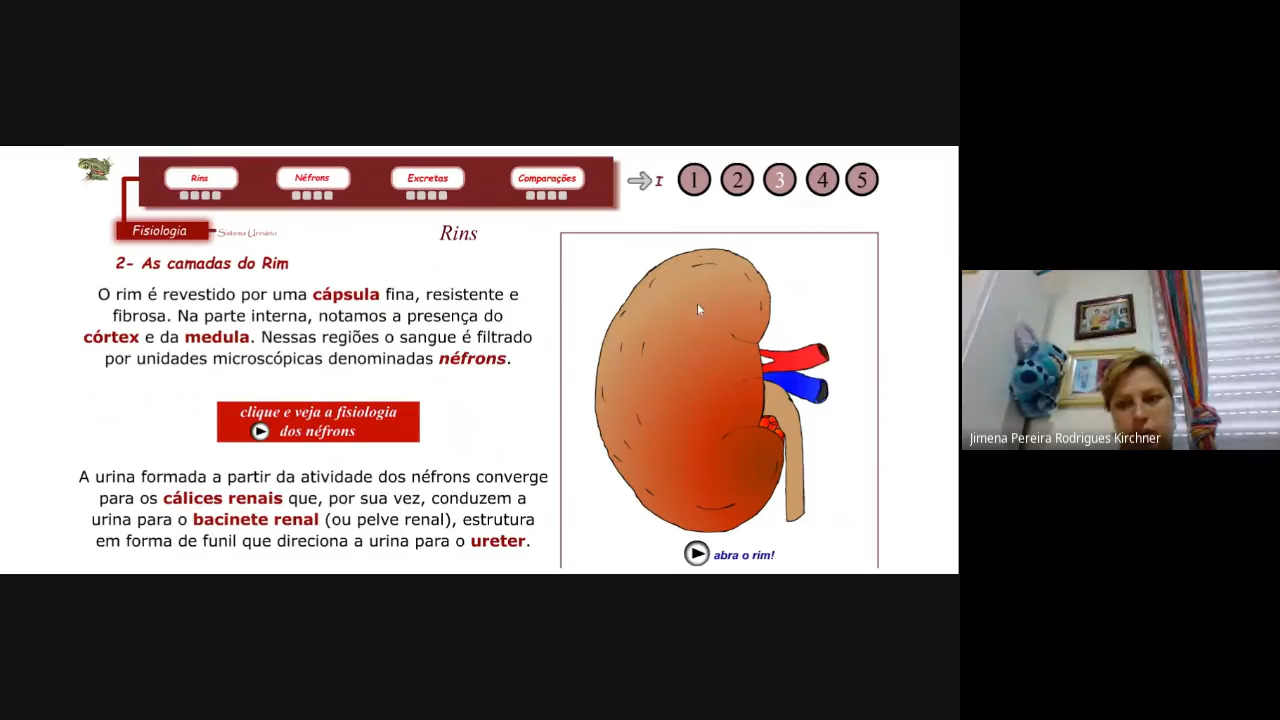 Rins
Néfrons
Excretas
Comparações
I
1
2
3
4
5
Fisiologia
Sistema Urinário
Rins
2- As camadas do Rim
O rim é revestido por uma cápsula fina, resistente e
fibrosa. Na parte interna, notamos a presença do
córtex e da medula. Nessas regiões o sangue é filtrado
por unidades microscópicas denominadas néfrons.
clique e veja a fisiologia
dos néfrons
A urina formada a partir da atividade dos néfrons converge
para os cálices renais que, por sua vez, conduzem a
urina para o bacinete renal (ou pelve renal), estrutura
em forma de funil que direciona a urina para o ureter.
abra o rim!
Jimena Pereira Rodrigues Kirchner